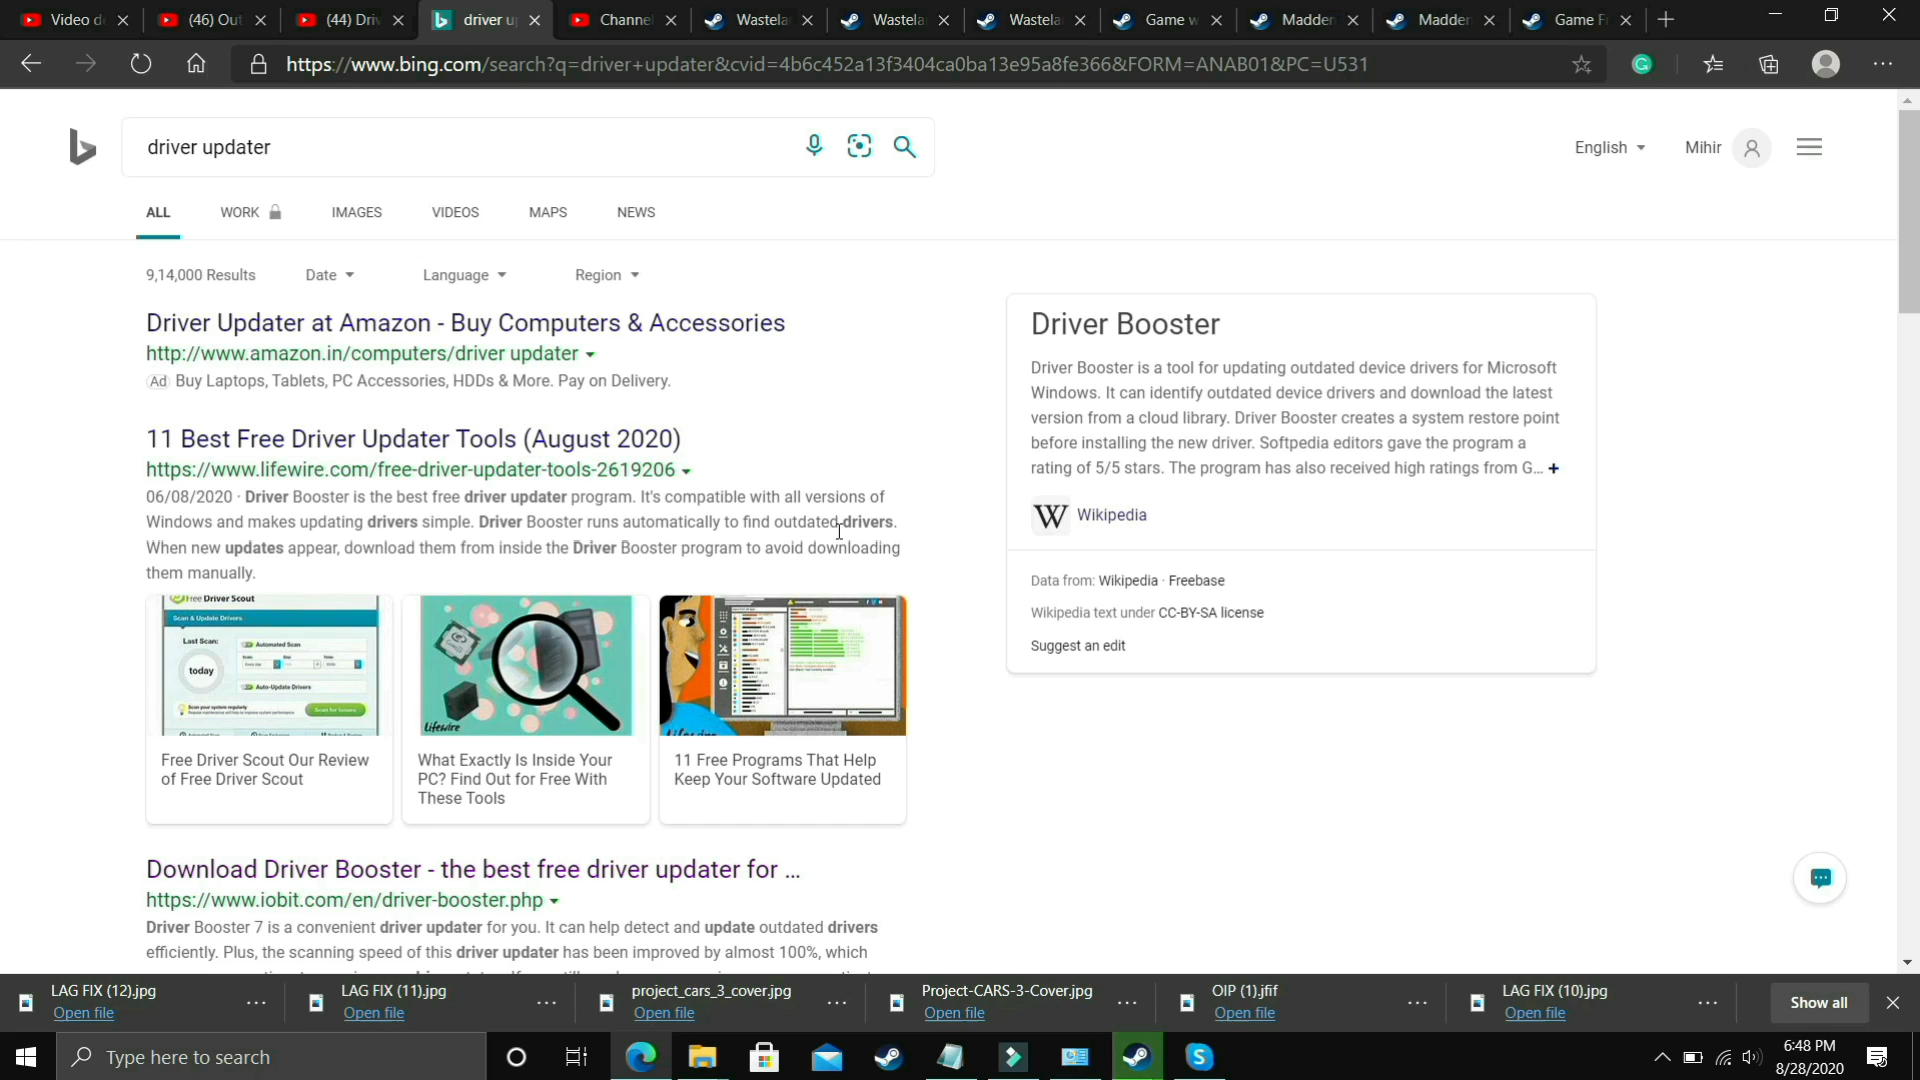 Video d
(46) Out
(44) Driv
driver u
Channel
Wastela
Wastela
Wastela
Game w
Madden
Madden
Game F
https://www.bing.com/search?q=driver+updater&cvid=4b6c452a13f3404ca0ba13e95a8fe366&FORM=ANAB01&PC=U531
driver updater
English
Mihir
ALL
WORK
IMAGES
VIDEOS
MAPS
NEWS
9,14,000 Results
Date
Language
Region
Driver Updater at Amazon - Buy Computers & Accessories
http://www.amazon.in/computers/driver updater
Ad Buy Laptops, Tablets, PC Accessories, HDDs & More. Pay on Delivery.
11 Best Free Driver Updater Tools (August 2020)
https://www.lifewire.com/free-driver-updater-tools-2619206
06/08/2020 · Driver Booster is the best free driver updater program. It's compatible with all versions of
Windows and makes updating drivers simple. Driver Booster runs automatically to find outdated drivers.
When new updates appear, download them from inside the Driver Booster program to avoid downloading
them manually.
Free Driver Scout
Scan & Update Drivers
Last Scan:
today
Automated Scan
Auto-Update Drivers
Lifewire
Free Driver Scout Our Review
of Free Driver Scout
What Exactly Is Inside Your
PC? Find Out for Free With
These Tools
11 Free Programs That Help
Keep Your Software Updated
Download Driver Booster - the best free driver updater for ...
https://www.iobit.com/en/driver-booster.php
Driver Booster 7 is a convenient driver updater for you. It can help detect and update outdated drivers
efficiently. Plus, the scanning speed of this driver updater has been improved by almost 100%, which
Driver Booster
Driver Booster is a tool for updating outdated device drivers for Microsoft
Windows. It can identify outdated device drivers and download the latest
version from a cloud library. Driver Booster creates a system restore point
before installing the new driver. Softpedia editors gave the program a
rating of 5/5 stars. The program has also received high ratings from G... +
W Wikipedia
Data from: Wikipedia · Freebase
Wikipedia text under CC-BY-SA license
Suggest an edit
LAG FIX (12).jpg
Open file
LAG FIX (11).jpg
Open file
project_cars_3_cover.jpg
Open file
Project-CARS-3-Cover.jpg
Open file
OIP (1).jfif
Open file
LAG FIX (10).jpg
Open file
Show all
Type here to search
6:48 PM
8/28/2020